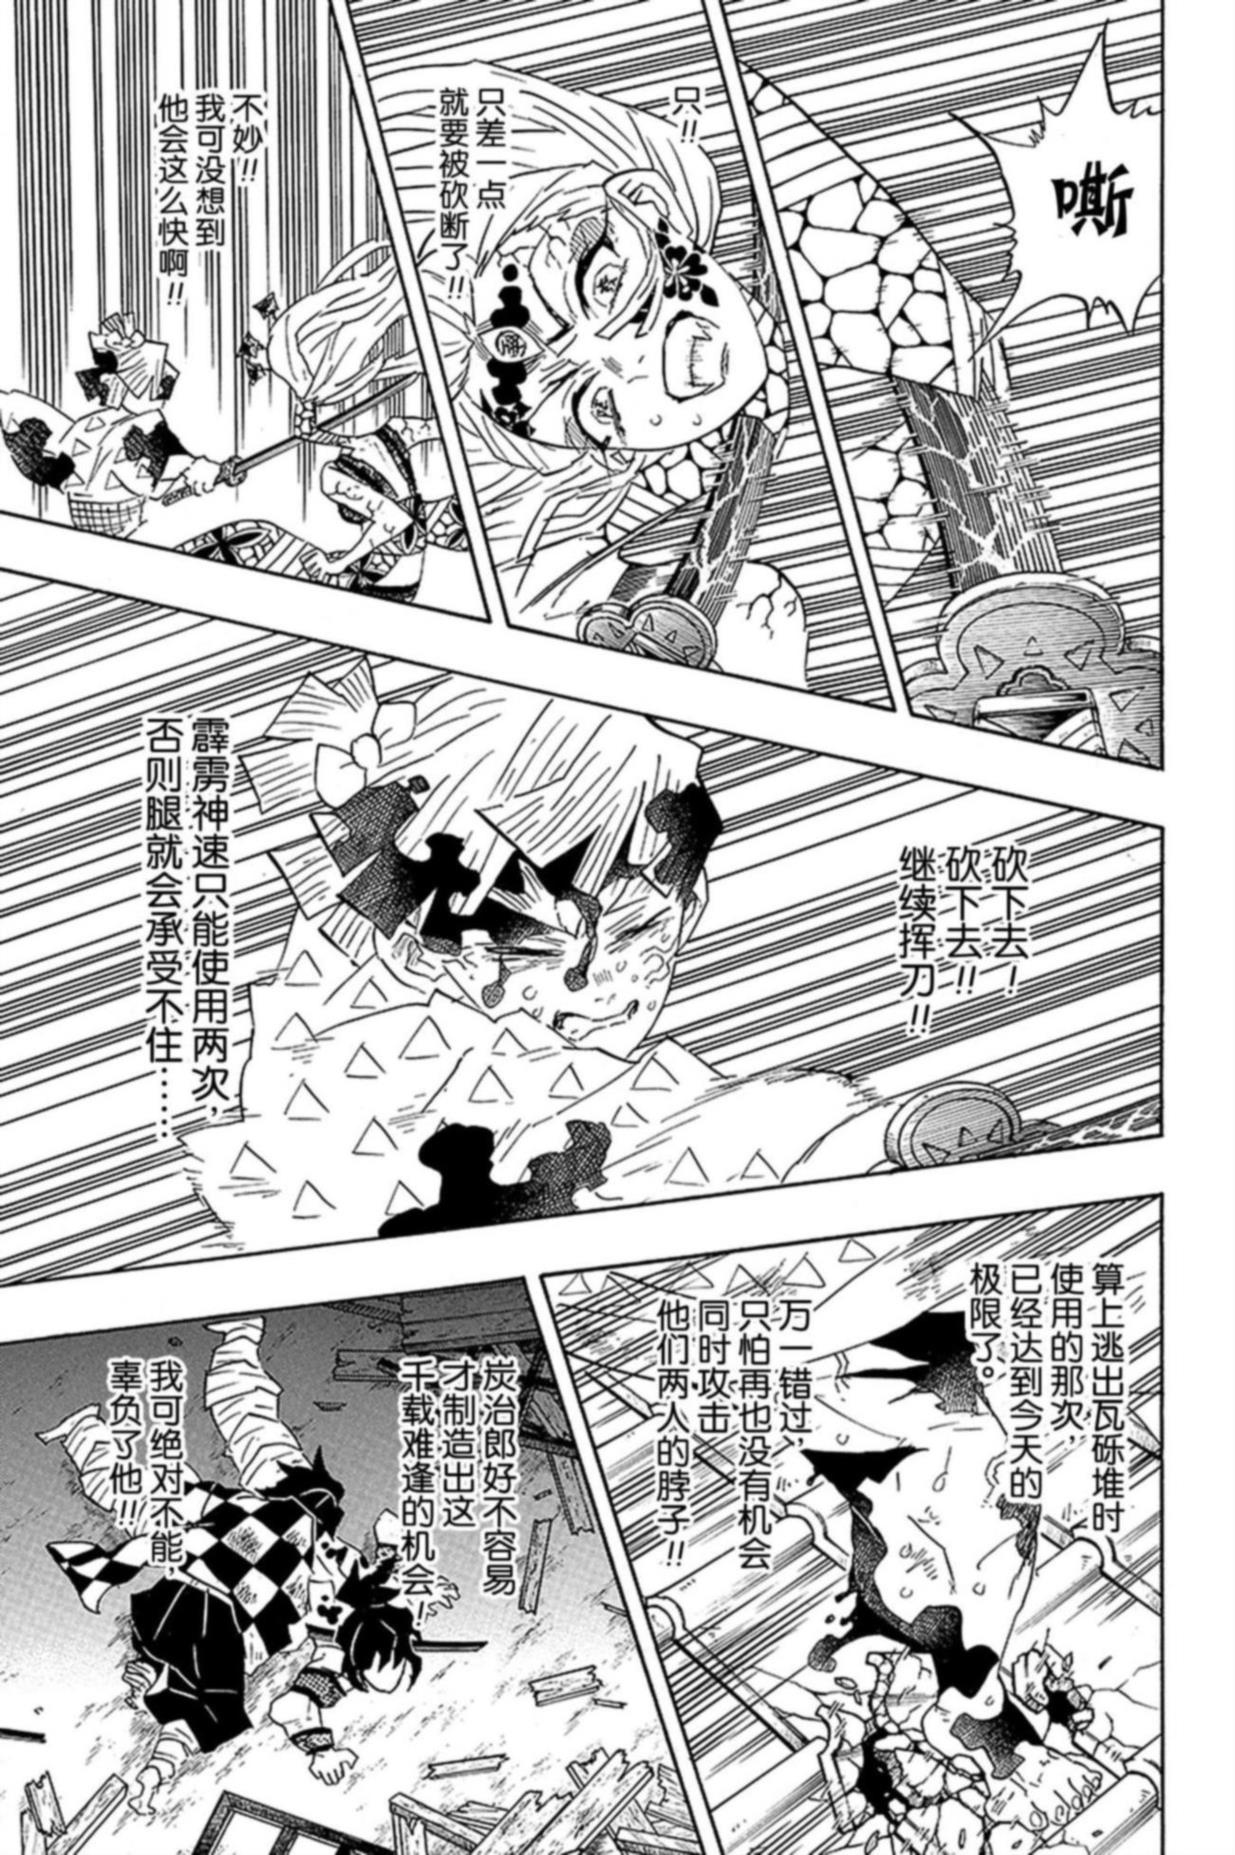 嘶
只!!
只差一点
就要被砍断了!!
不妙!!
我可没想到
他会这么快啊!!
砍下去!
砍下去!!
继续挥刀!!
霹雳神速只能使用两次，
否则腿就会承受不住……
算上逃出瓦砾堆时
使用的那次，
已经达到今天的
极限了。
万一错过，
只怕再也没有机会
同时攻击
他们两人的脖子!!
炭治郎好不容易
才制造出这
千载难逢的机会!
我可绝对不能，
辜负了他!!